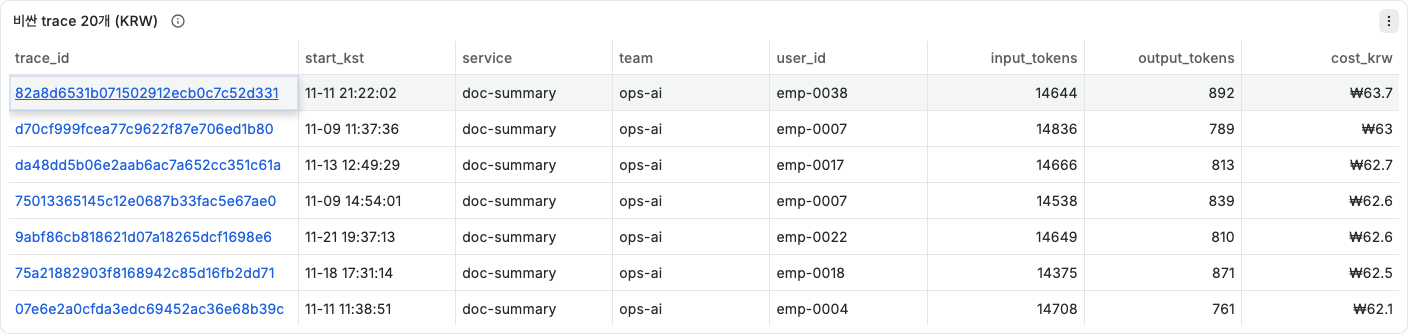 비싼 trace 20개 (KRW)
trace_id start_kst service team user_id input_tokens output_tokens cost_krw
82a8d6531b071502912ecb0c7c52d331 11-11 21:22:02 doc-summary ops-ai emp-0038 14644 892 ₩63.7
d70cf999fcea77c9622f87e706ed1b80 11-09 11:37:36 doc-summary ops-ai emp-0007 14836 789 ₩63
da48dd5b06e2aab6ac7a652cc351c61a 11-13 12:49:29 doc-summary ops-ai emp-0017 14666 813 ₩62.7
75013365145c12e0687b33fac5e67ae0 11-09 14:54:01 doc-summary ops-ai emp-0007 14538 839 ₩62.6
9abf86cb818621d07a18265dcf1698e6 11-21 19:37:13 doc-summary ops-ai emp-0022 14649 810 ₩62.6
75a21882903f8168942c85d16fb2dd71 11-18 17:31:14 doc-summary ops-ai emp-0018 14375 871 ₩62.5
07e6e2a0cfda3edc69452ac36e68b39c 11-11 11:38:51 doc-summary ops-ai emp-0004 14708 761 ₩62.1